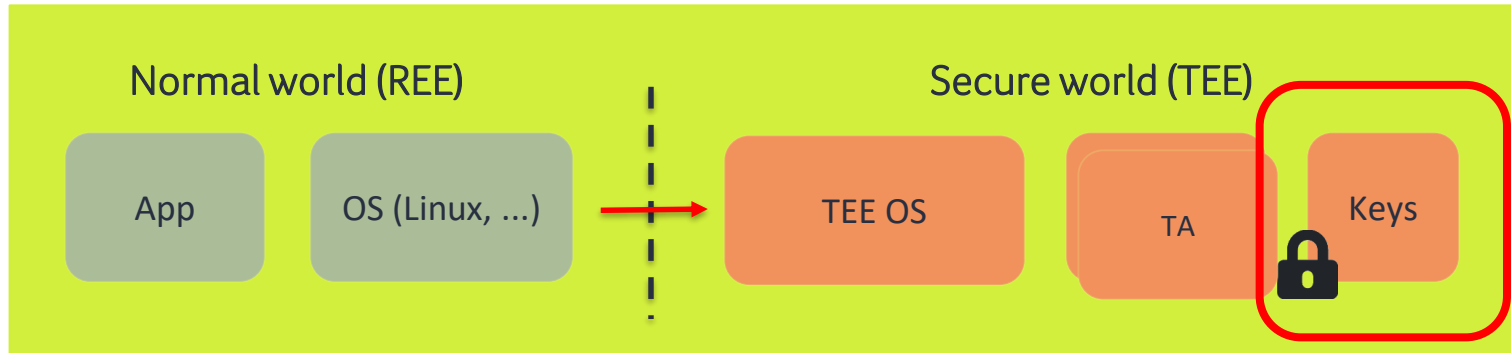 Normal world (REE)
Secure world (TEE)
App
OS (Linux, ...)
TEE OS
TA
Keys